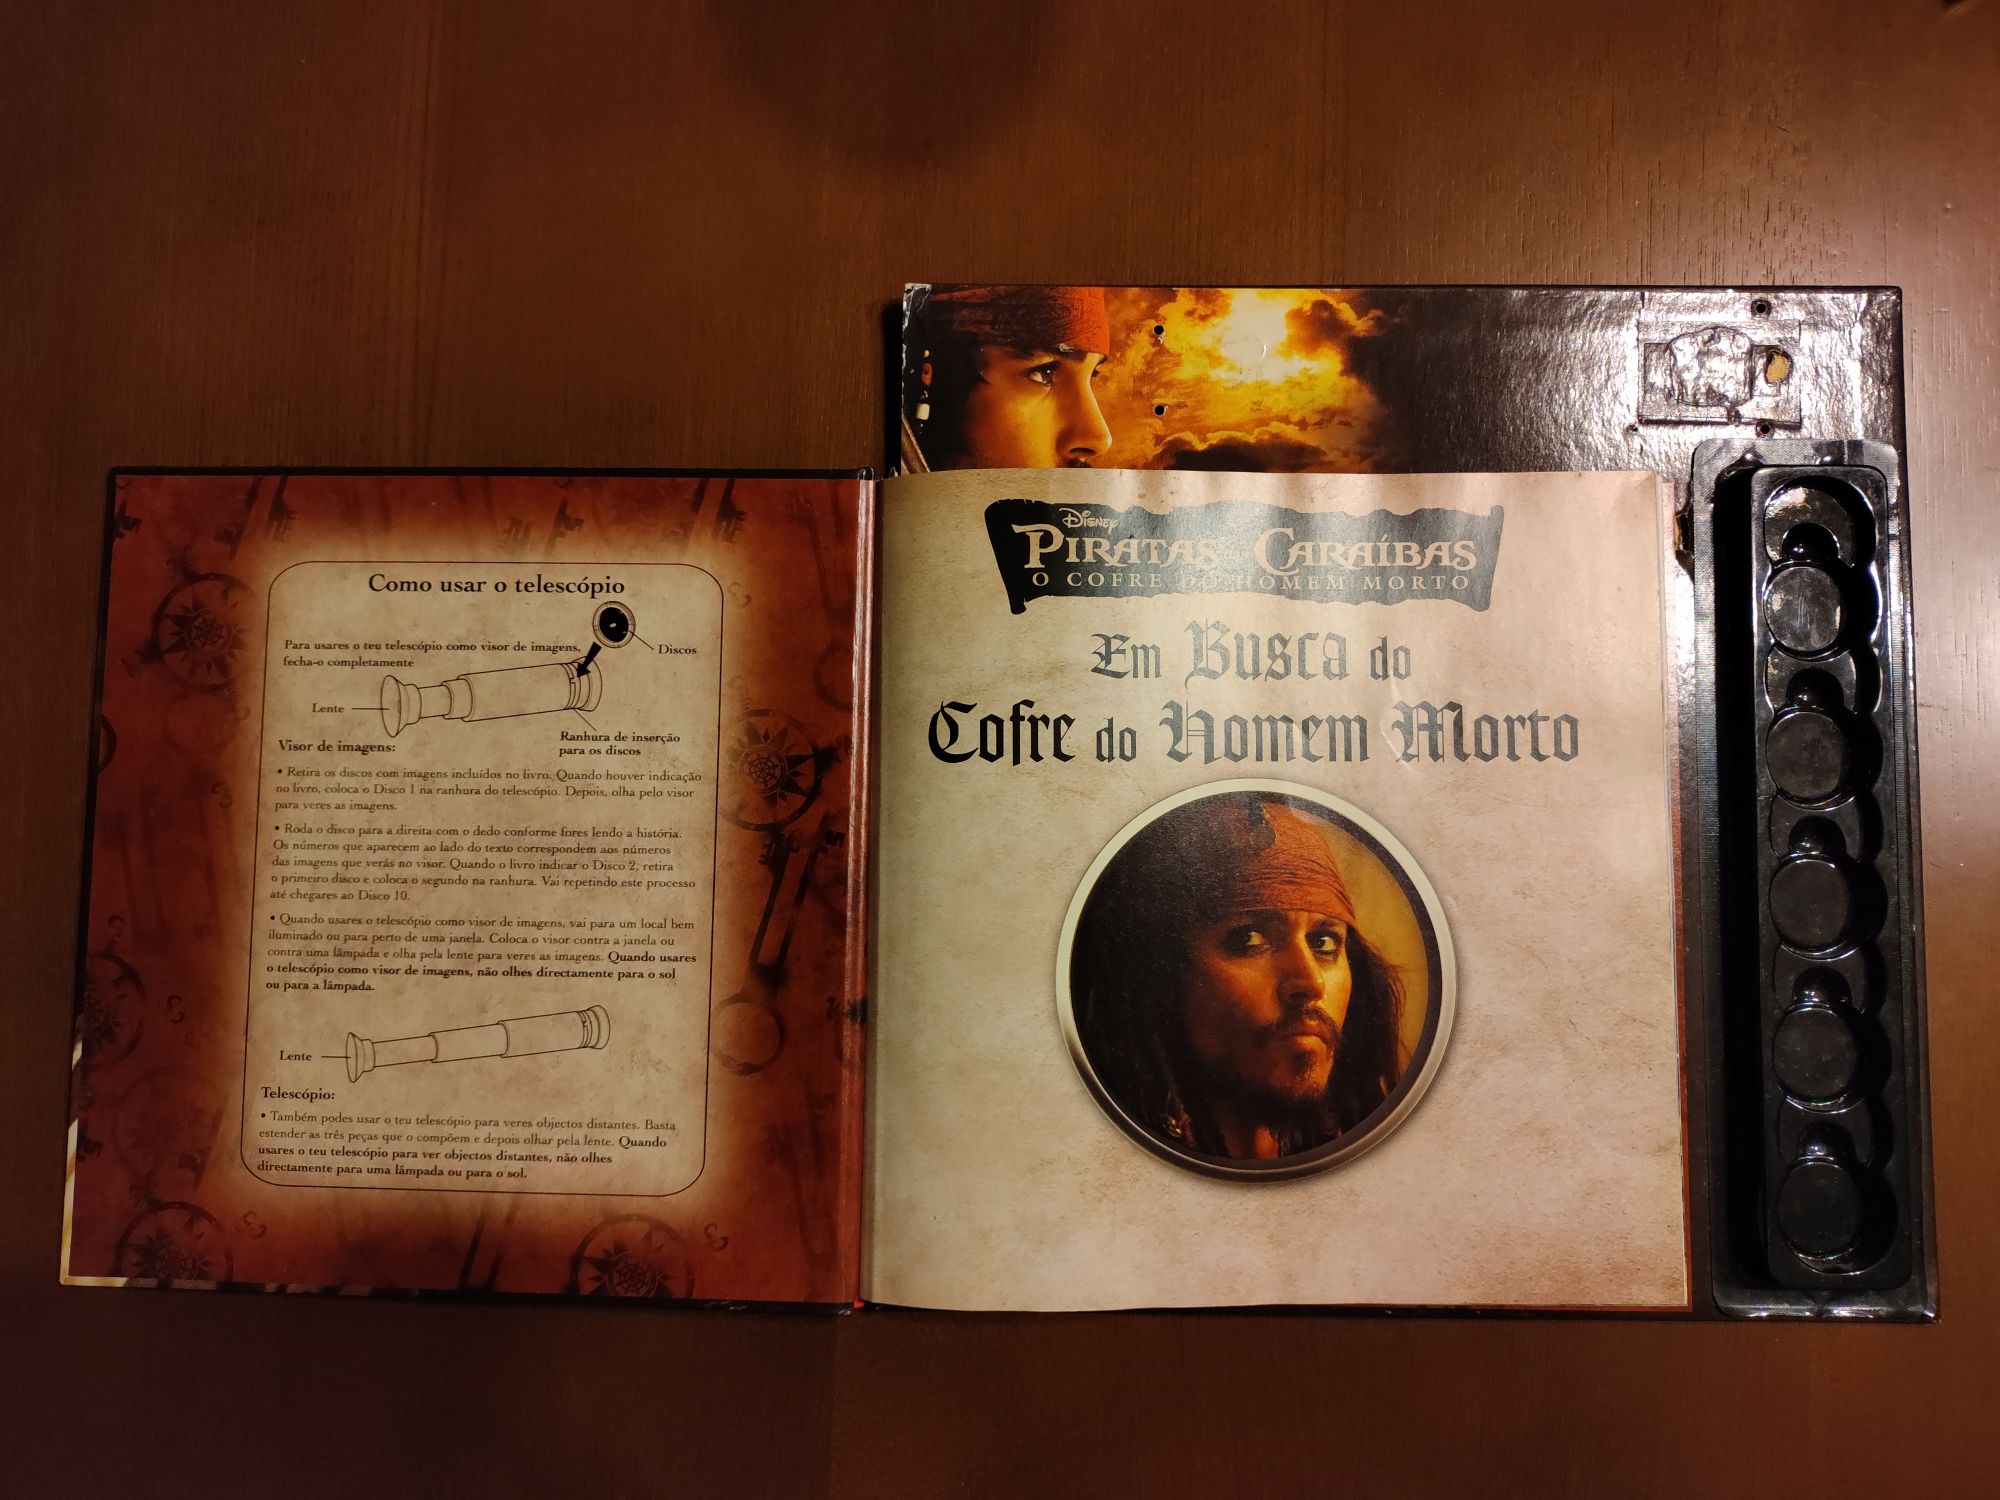 Como usar o telescópio
Para usares o teu telescópio como visor de imagens,
fecha-o completamente
Discos
Lente
Ranhura de inserção
para os discos
Visor de imagens:
• Retira os discos com imagens incluídos no livro. Quando houver indicação
no livro, coloca o Disco 1 na ranhura do telescópio. Depois, olha pelo visor
para veres as imagens.
• Roda o disco para a direita com o dedo conforme fores lendo a história.
Os números que aparecem ao lado do texto correspondem aos números
das imagens que verás no visor. Quando o livro indicar o Disco 2, retira
o primeiro disco e coloca o segundo na ranhura. Vai repetindo este processo
até chegares ao Disco 10.
• Quando usares o telescópio como visor de imagens, vai para um local bem
iluminado ou para perto de uma janela. Coloca o visor contra a janela ou
contra uma lâmpada e olha pela lente para veres as imagens. Quando usares
o telescópio como visor de imagens, não olhes directamente para o sol
ou para a lâmpada.
Lente
Telescópio:
• Também podes usar o teu telescópio para veres objectos distantes. Basta
estender as três peças que o compõem e depois olhar pela lente. Quando
usares o teu telescópio para ver objectos distantes, não olhes
directamente para uma lâmpada ou para o sol.
Disney
Piratas das Caraíbas
O Cofre do Homem Morto
Em Busca do
Cofre do Homem Morto